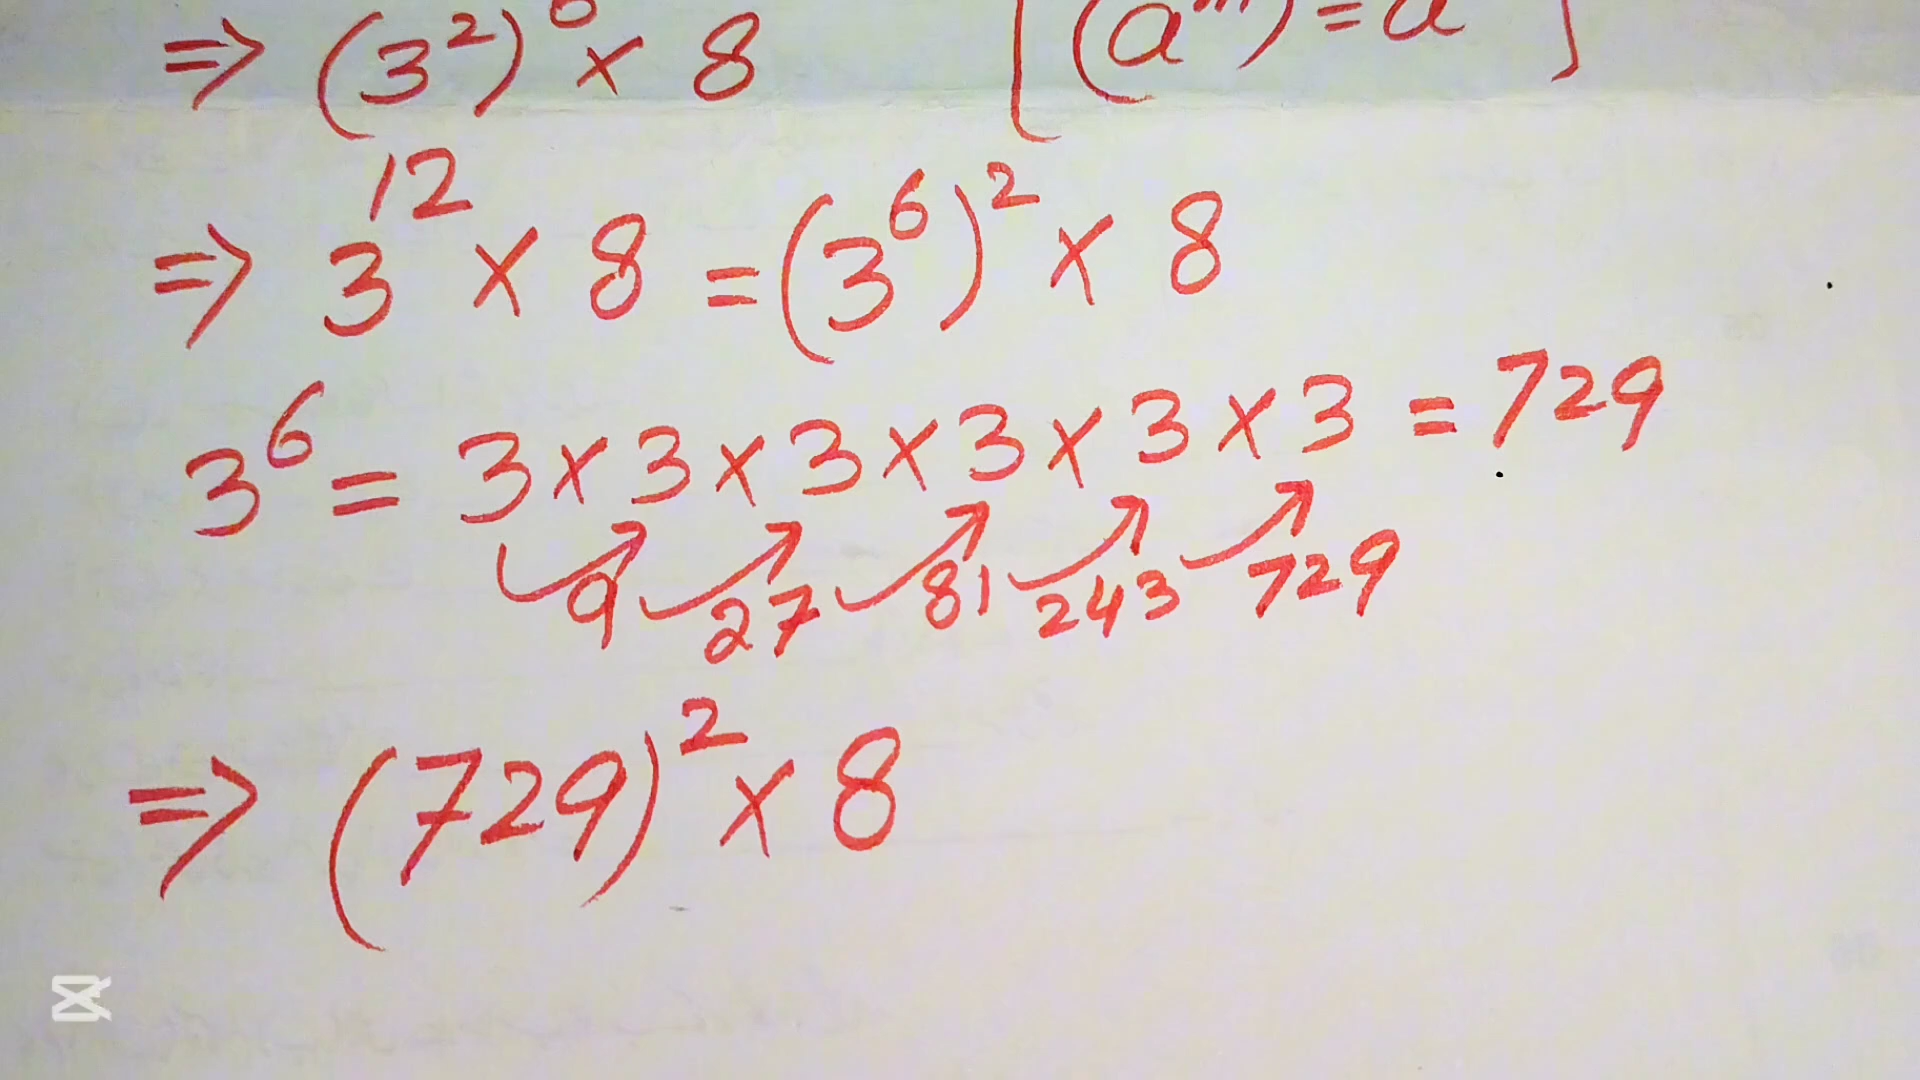 ⇒ (3²) × 8 [(aᵐ) = a ]
⇒ 3¹² × 8 = (3⁶)² × 8
3⁶ = 3 × 3 × 3 × 3 × 3 × 3 = 729
9 27 81 243 729
⇒ (729)² × 8